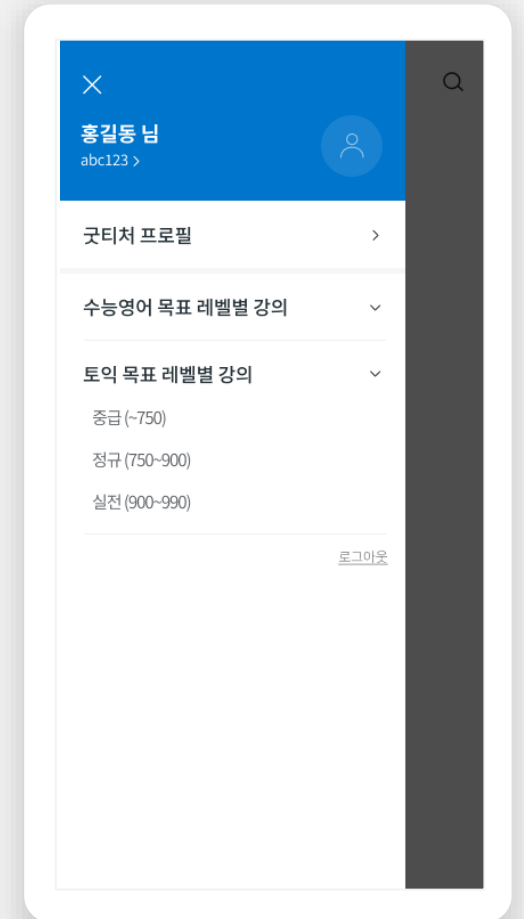 홍길동 님
abc123 >
굿티처 프로필
수능영어 목표 레벨별 강의
토익 목표 레벨별 강의
중급 (~750)
정규 (750~900)
실전 (900~990)
로그아웃